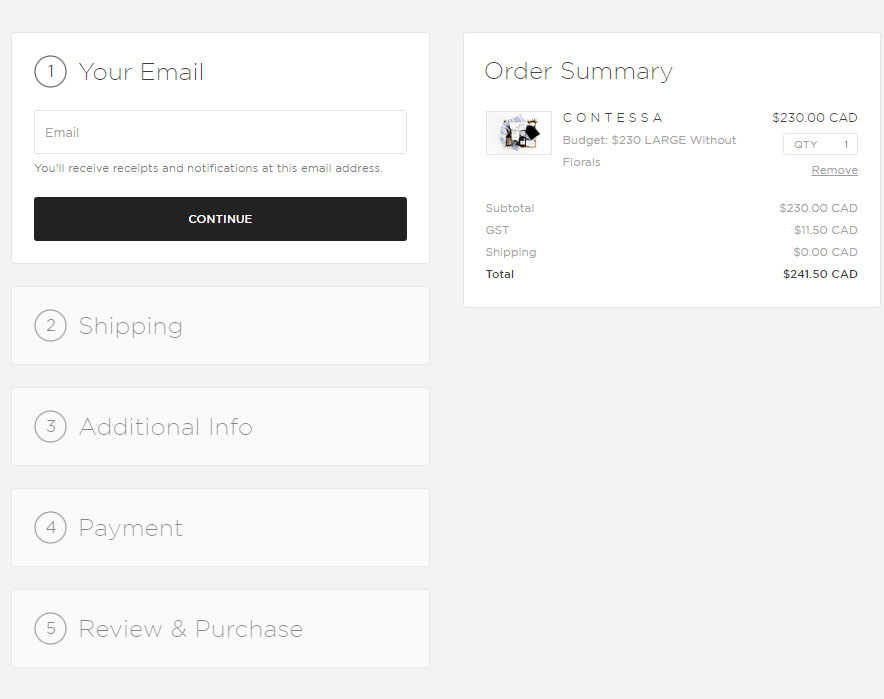 1 Your Email
Email
You'll receive receipts and notifications at this email address.
CONTINUE
2 Shipping
3 Additional Info
4 Payment
5 Review & Purchase
Order Summary
CONTESSA $230.00 CAD
Budget: $230 LARGE Without
Florals
QTY 1
Remove
Subtotal $230.00 CAD
GST $11.50 CAD
Shipping $0.00 CAD
Total $241.50 CAD